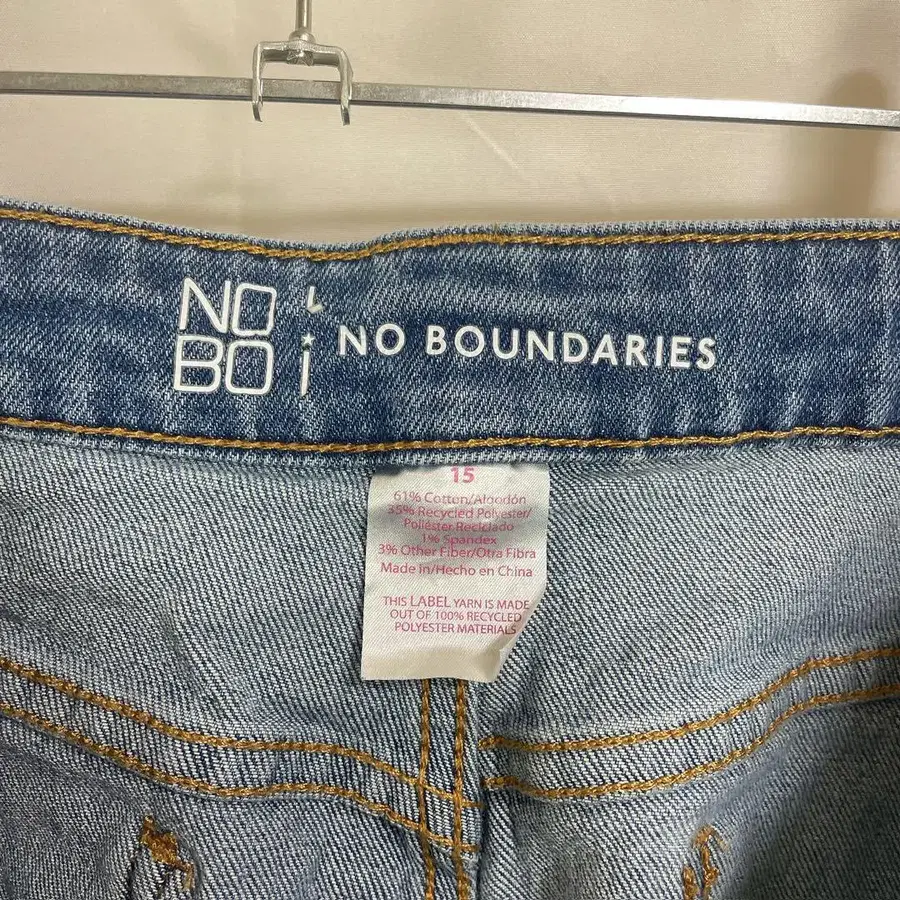 NO
BO
NO BOUNDARIES
15
61% Cotton/Algodón
35% Recycled Polyester/
Poliéster Reciclado
1% Spandex
3% Other Fiber/Otra Fibra
Made In/Hecho en China
THIS LABEL YARN IS MADE
OUT OF 100% RECYCLED
POLYESTER MATERIALS